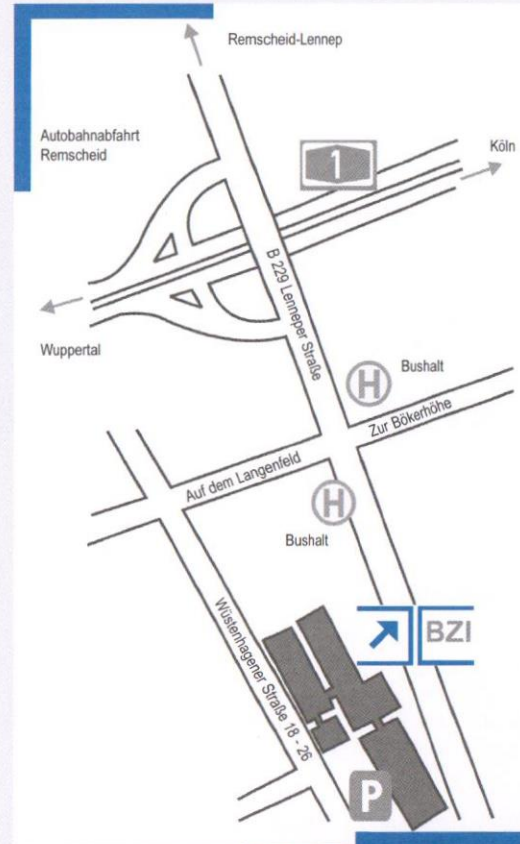 Remscheid-Lennep
Autobahnabfahrt
Remscheid
1
Köln
B 229 Lenneper Straße
Wuppertal
H
Bushalt
Zur Bökerhöhe
Auf dem Langenfeld
H
Bushalt
Wüstenhagener Straße 18 - 26
BZI
P